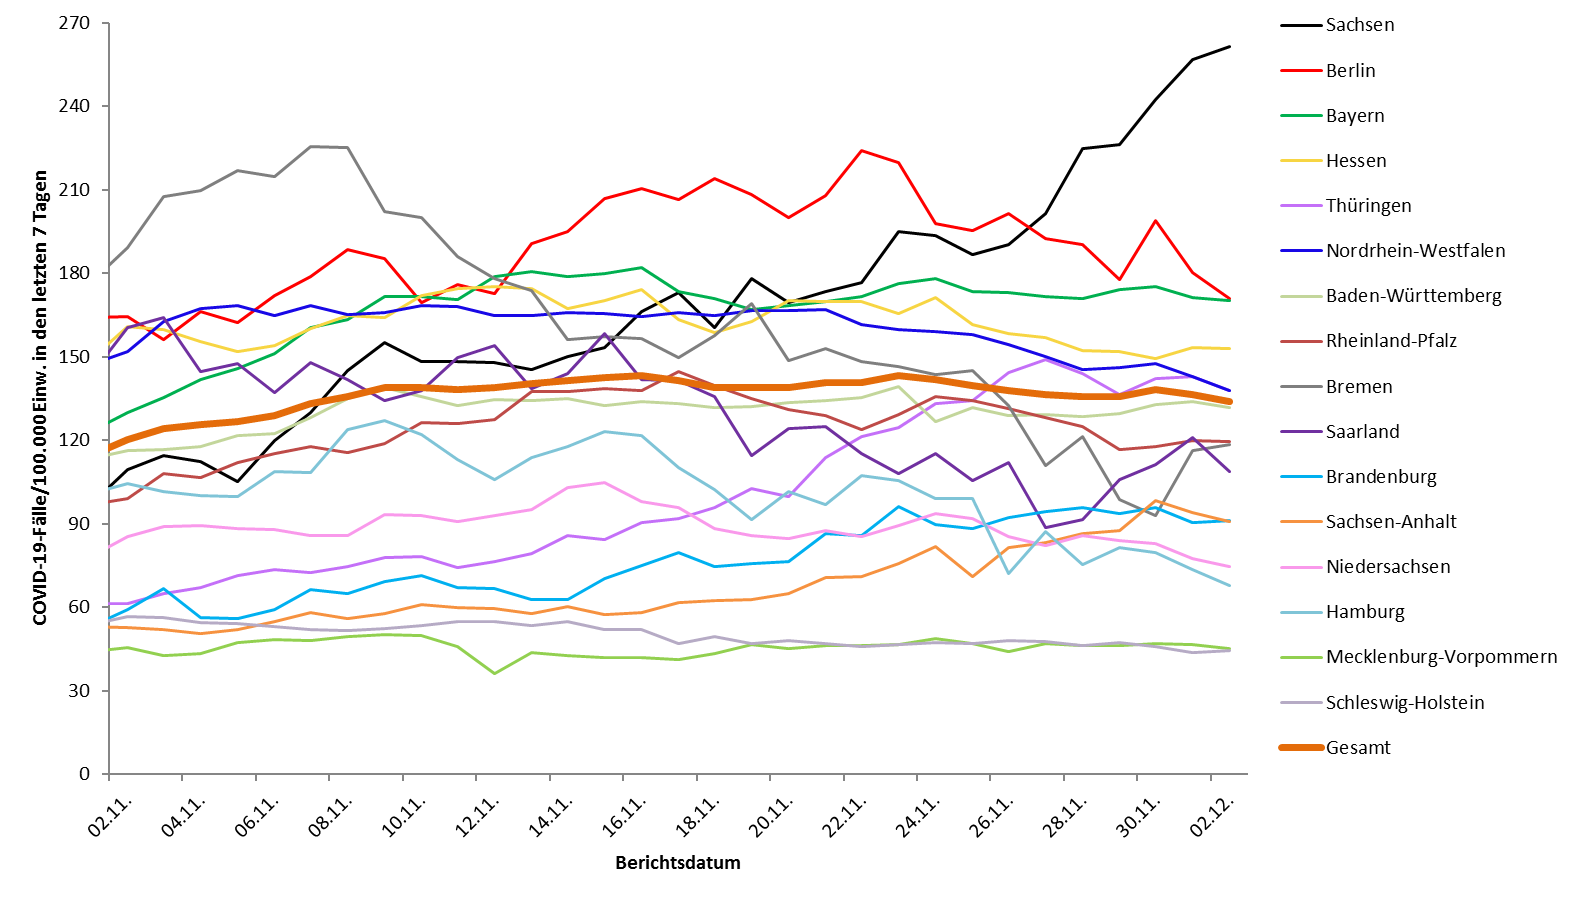 COVID-19-Fälle/100.000 Einw. in den letzten 7 Tagen
270
240
210
180
150
120
90
60
30
0
02.11.
04.11.
06.11.
08.11.
10.11.
12.11.
14.11.
16.11.
18.11.
20.11.
22.11.
24.11.
26.11.
28.11.
30.11.
02.12.
Berichtsdatum
Sachsen
Berlin
Bayern
Hessen
Thüringen
Nordrhein-Westfalen
Baden-Württemberg
Rheinland-Pfalz
Bremen
Saarland
Brandenburg
Sachsen-Anhalt
Niedersachsen
Hamburg
Mecklenburg-Vorpommern
Schleswig-Holstein
Gesamt